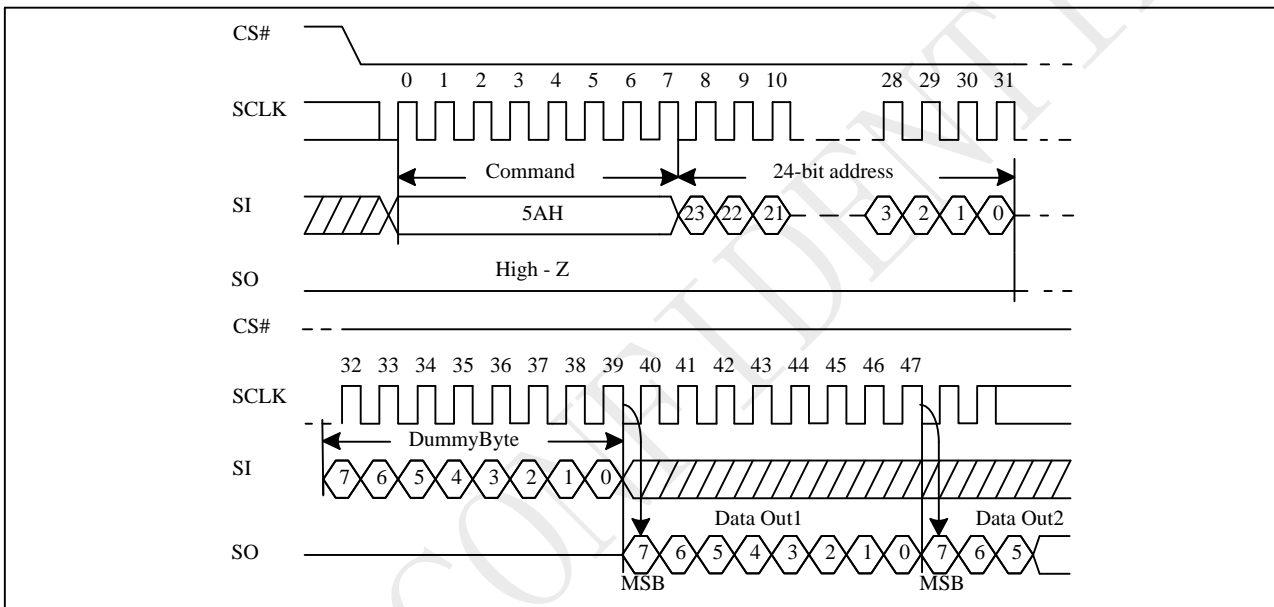 CS#
0 1 2 3 4 5 6 7 8 9 10 28 29 30 31
SCLK
Command 24-bit address
SI 5AH 23 22 21 3 2 1 0
High - Z
SO
CS#
32 33 34 35 36 37 38 39 40 41 42 43 44 45 46 47
SCLK
DummyByte
SI 7 6 5 4 3 2 1 0
Data Out1 Data Out2
SO 7 6 5 4 3 2 1 0 7 6 5
MSB MSB
CONFIDENTI